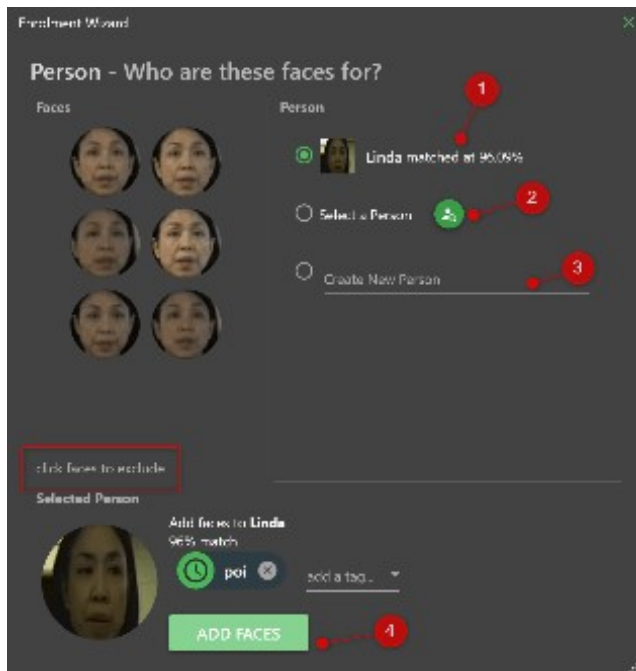 Enrolment Wizard
Person - Who are these faces for?
Faces
Person
1
Linda matched at 96.09%
2
Select a Person
3
Create New Person
click faces to exclude
Selected Person
Add faces to Linda
96% match
poi
add a tag...
ADD FACES
4